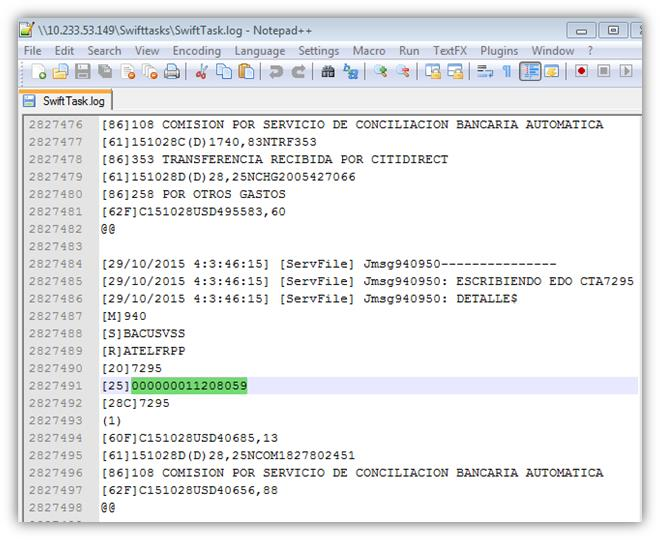 \\10.233.53.149\Swifttasks\SwiftTask.log - Notepad++
File Edit Search View Encoding Language Settings Macro Run TextFX Plugins Window ?
SwiftTask.log
2827476 [86]108 COMISION POR SERVICIO DE CONCILIACION BANCARIA AUTOMATICA
2827477 [61]151028C(D)1740,83NTRF353
2827478 [86]353 TRANSFERENCIA RECIBIDA POR CITIDIRECT
2827479 [61]151028D(D)28,25NCHG2005427066
2827480 [86]258 POR OTROS GASTOS
2827481 [62F]C151028USD495583,60
2827482 @@
2827483
2827484 [29/10/2015 4:3:46:15] [ServFile] Jmsg940950---------------
2827485 [29/10/2015 4:3:46:15] [ServFile] Jmsg940950: ESCRIBIENDO EDO CTA7295
2827486 [29/10/2015 4:3:46:15] [ServFile] Jmsg940950: DETALLE$
2827487 [M]940
2827488 [S]BACUSVSS
2827489 [R]ATELFRPP
2827490 [20]7295
2827491 [25]000000011208059
2827492 [28C]7295
2827493 (1)
2827494 [60F]C151028USD40685,13
2827495 [61]151028D(D)28,25NCOM1827802451
2827496 [86]108 COMISION POR SERVICIO DE CONCILIACION BANCARIA AUTOMATICA
2827497 [62F]C151028USD40656,88
2827498 @@